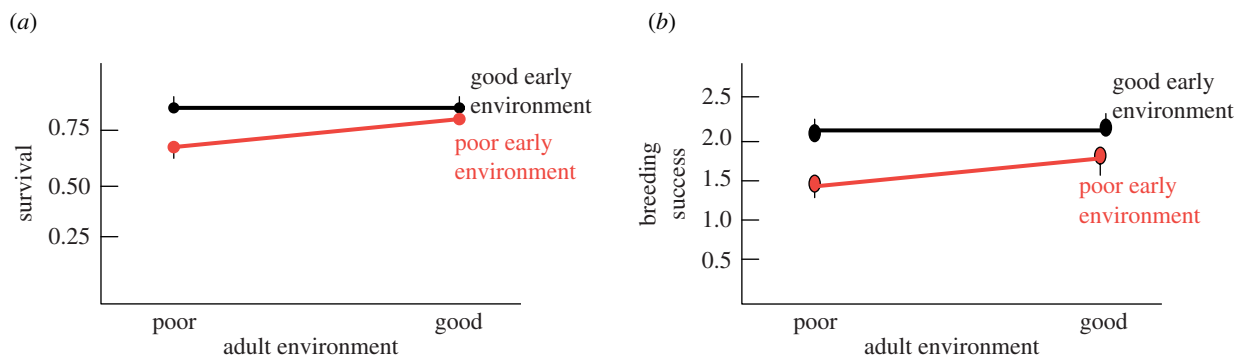 (a)
survival
0.75
0.50
0.25
good early
environment
poor early
environment
poor
good
adult environment
(b)
breeding
success
2.5
2.0
1.5
1.0
0.5
good early
environment
poor early
environment
poor
good
adult environment